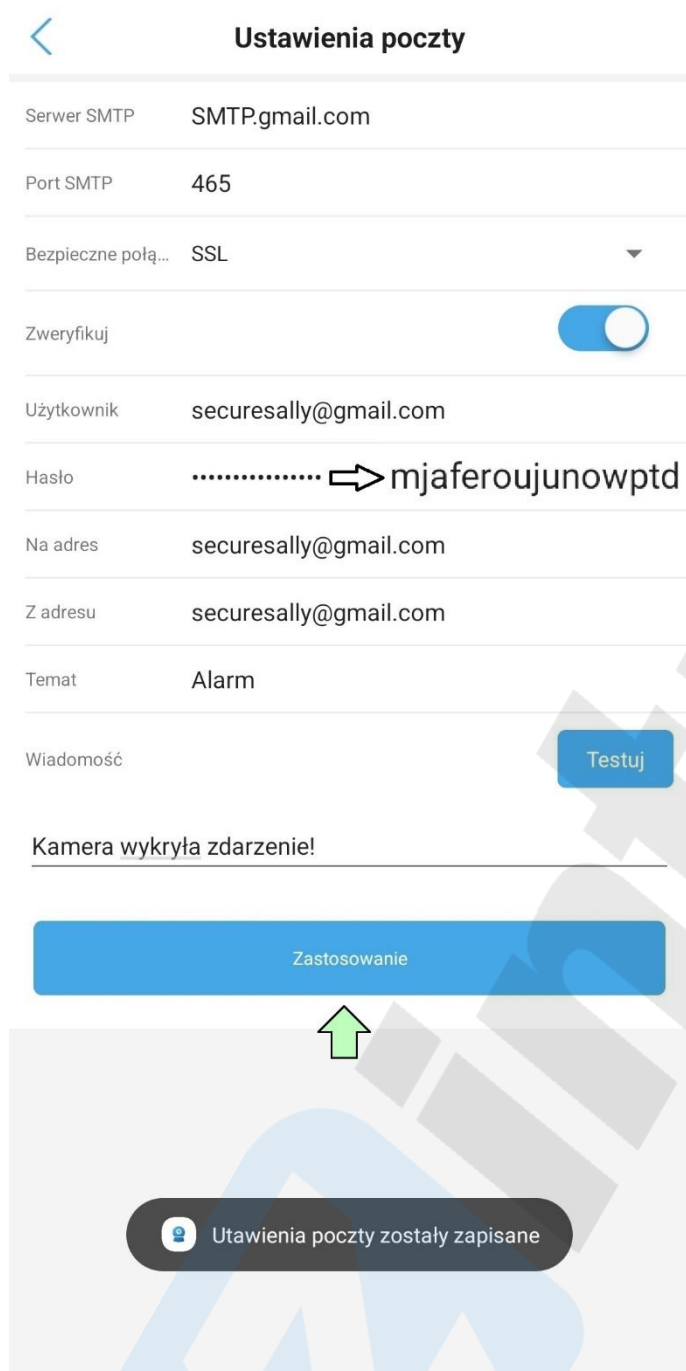 Ustawienia poczty
Serwer SMTP SMTP.gmail.com
Port SMTP 465
Bezpieczne połą... SSL
Zweryfikuj
Użytkownik securesally@gmail.com
Hasło ................ mjaferoujunowptd
Na adres securesally@gmail.com
Z adresu securesally@gmail.com
Temat Alarm
Wiadomość Testuj
Kamera wykryła zdarzenie!
Zastosowanie
Utawienia poczty zostały zapisane